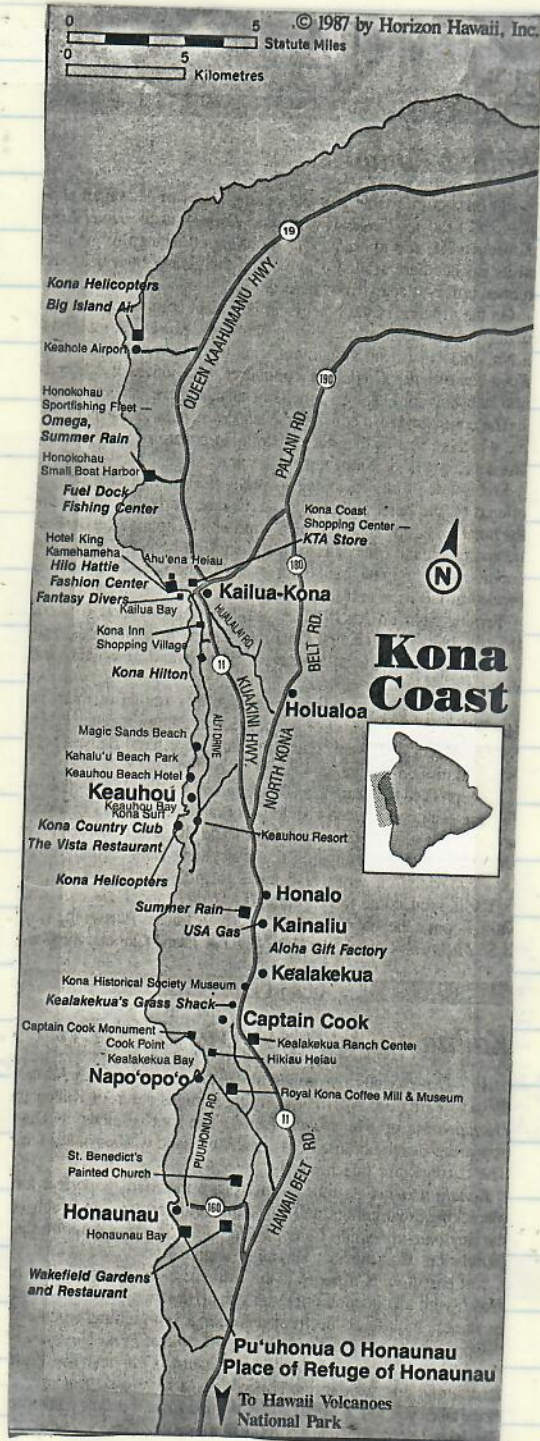 0 5
© 1987 by Horizon Hawaii, Inc.
Statute Miles
0 5
Kilometres
19
QUEEN KAAHUMANU HWY.
Kona Helicopters
Big Island Air
Keahole Airport
190
PALANI RD.
Honokohau
Sportfishing Fleet —
Omega,
Summer Rain
Honokohau
Small Boat Harbor
Fuel Dock
Fishing Center
Kona Coast
Shopping Center —
KTA Store
Hotel King
Kamehameha
Ahu'ena Heiau
Hilo Hattie
Fashion Center
Fantasy Divers
Kailua Bay
Kailua-Kona
180
N
HUALALAI RD.
BELT RD.
Kona Inn
Shopping Village
Kona Hilton
11
KUAKINI HWY.
Kona
Coast
Holualoa
NORTH KONA
ALI'I DRIVE
Magic Sands Beach
Kahalu'u Beach Park
Keauhou Beach Hotel
Keauhou
Keauhou Bay
Kona Surf
Kona Country Club
Keauhou Resort
The Vista Restaurant
Kona Helicopters
Honalo
Summer Rain
USA Gas
Kainaliu
Aloha Gift Factory
Kealakekua
Kona Historical Society Museum
Kealakekua's Grass Shack
Captain Cook
Captain Cook Monument
Cook Point
Kealakekua Ranch Center
Hikiau Heiau
Kealakekua Bay
Napo'opo'o
Royal Kona Coffee Mill & Museum
11
PUUHONUA RD.
HAWAII BELT RD.
St. Benedict's
Painted Church
Honaunau
160
Honaunau Bay
Wakefield Gardens
and Restaurant
Pu'uhonua O Honaunau
Place of Refuge of Honaunau
To Hawaii Volcanoes
National Park